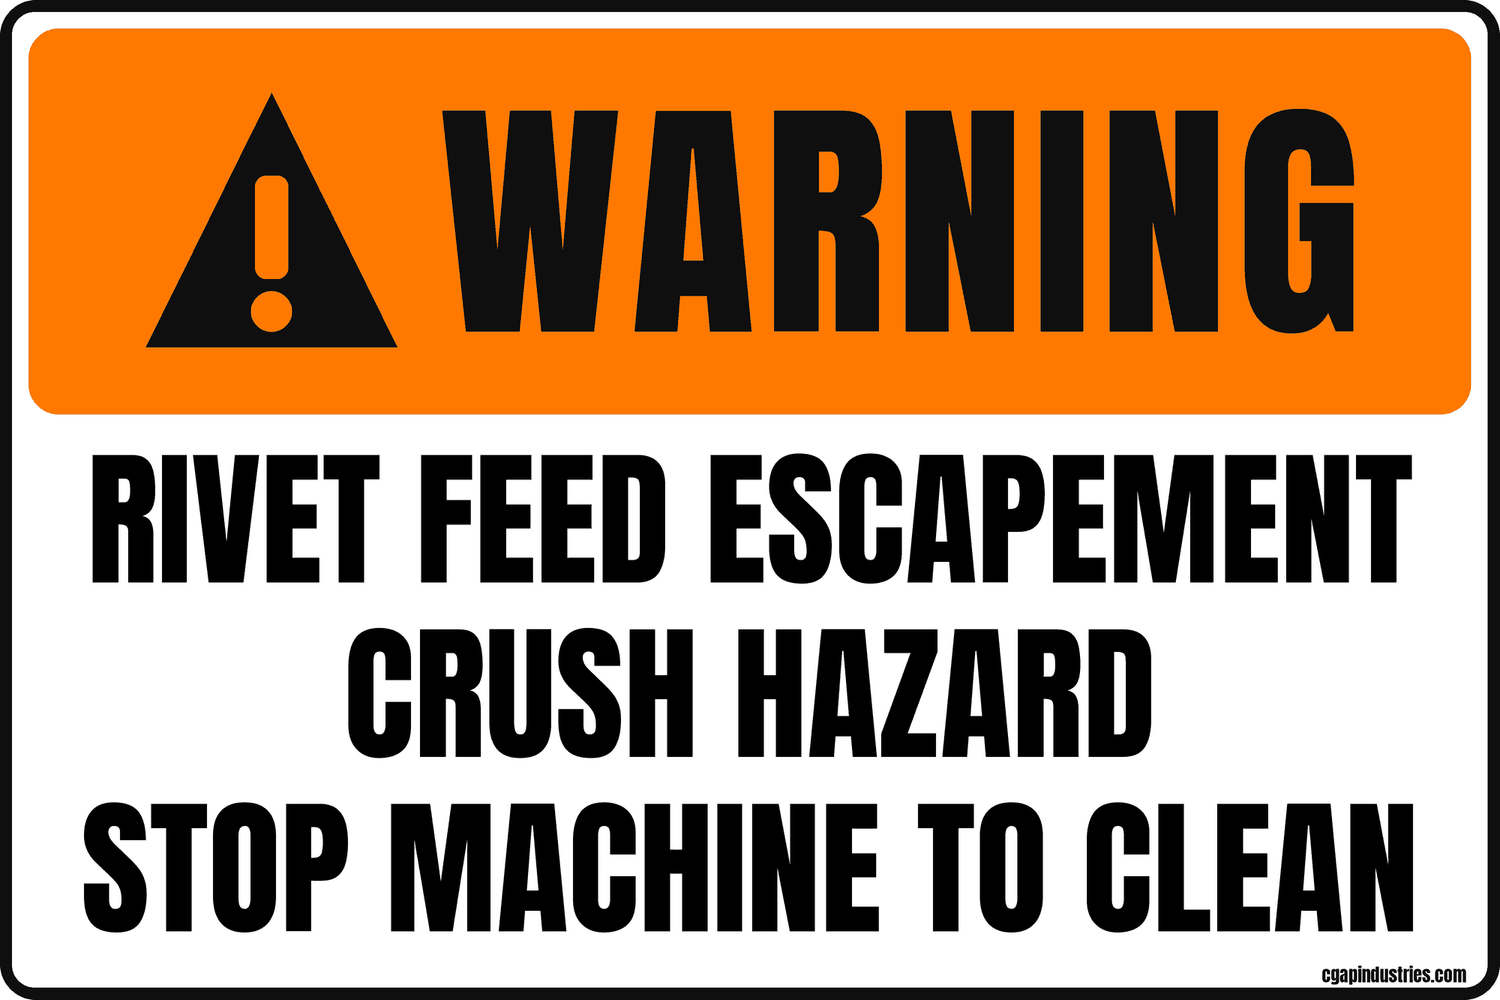 WARNING
RIVET FEED ESCAPEMENT
CRUSH HAZARD
STOP MACHINE TO CLEAN
cgapindustries.com